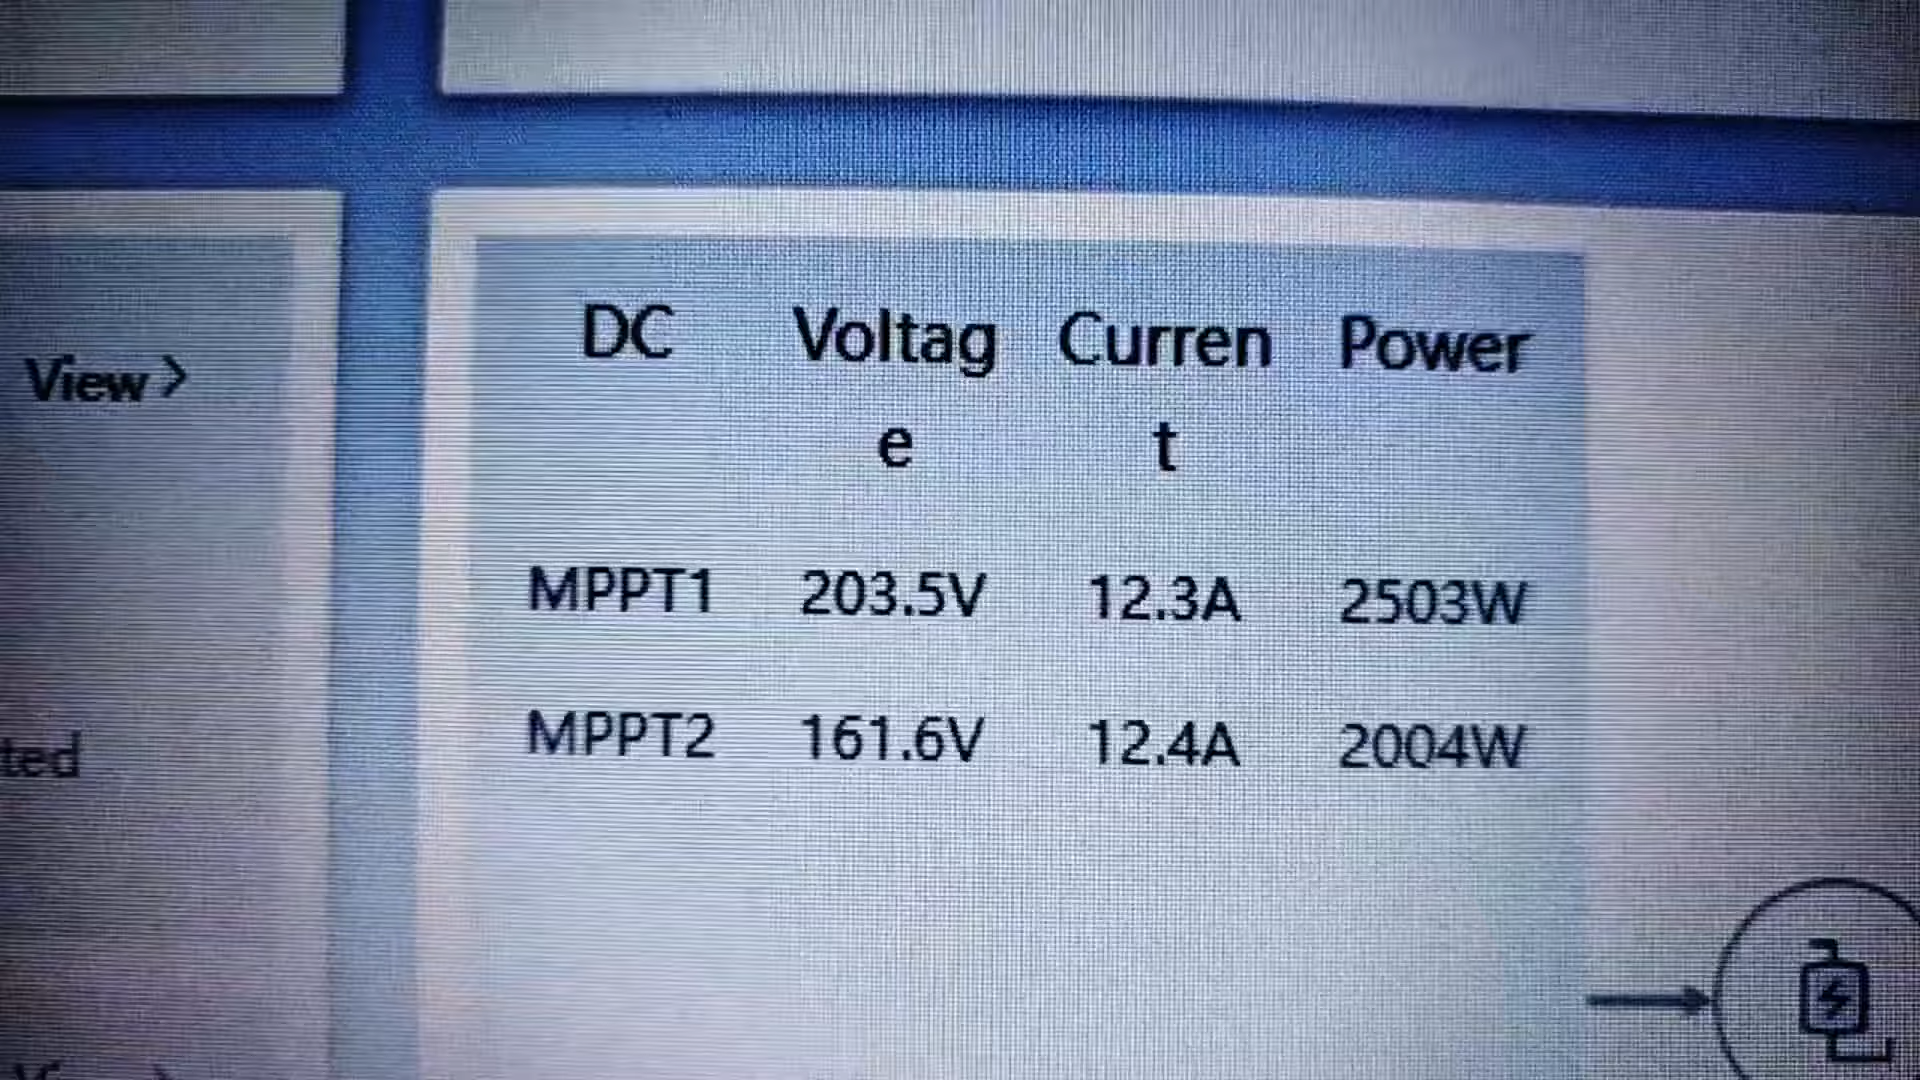 View >
DC Voltag Curren Power
e t
MPPT1 203.5V 12.3A 2503W
ted
MPPT2 161.6V 12.4A 2004W